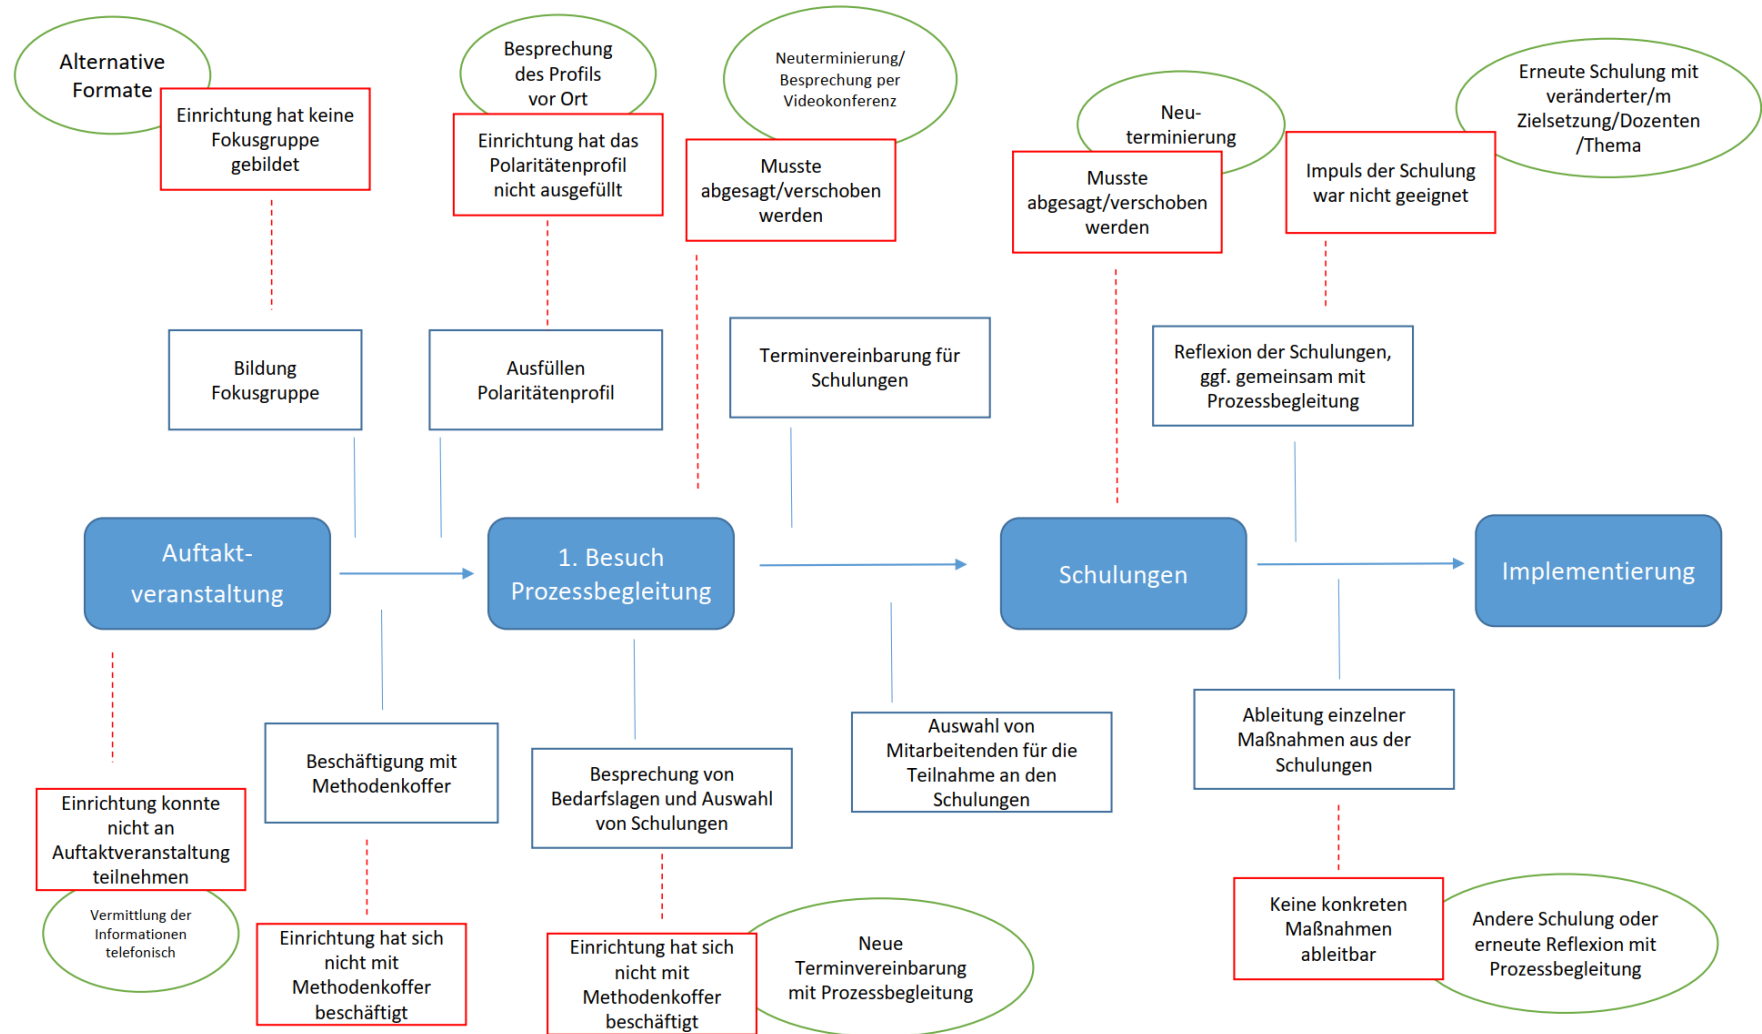 Alternative
Formate
Einrichtung hat keine
Fokusgruppe
gebildet
Besprechung
des Profils
vor Ort
Einrichtung hat das
Polaritätenprofil
nicht ausgefüllt
Neuterminierung/
Besprechung per
Videokonferenz
Musste
abgesagt/verschoben
werden
Neu-
terminierung
Musste
abgesagt/verschoben
werden
Erneute Schulung mit
veränderter/m
Zielsetzung/Dozenten
/Thema
Impuls der Schulung
war nicht geeignet
Bildung
Fokusgruppe
Ausfüllen
Polaritätenprofil
Terminvereinbarung für
Schulungen
Reflexion der Schulungen,
ggf. gemeinsam mit
Prozessbegleitung
Auftakt-
veranstaltung
1. Besuch
Prozessbegleitung
Schulungen
Implementierung
Einrichtung konnte
nicht an
Auftaktveranstaltung
teilnehmen
Vermittlung der
Informationen
telefonisch
Beschäftigung mit
Methodenkoffer
Einrichtung hat sich
nicht mit
Methodenkoffer
beschäftigt
Besprechung von
Bedarfslagen und Auswahl
von Schulungen
Einrichtung hat sich
nicht mit
Methodenkoffer
beschäftigt
Neue
Terminvereinbarung
mit Prozessbegleitung
Auswahl von
Mitarbeitenden für die
Teilnahme an den
Schulungen
Ableitung einzelner
Maßnahmen aus der
Schulungen
Keine konkreten
Maßnahmen
ableitbar
Andere Schulung oder
erneute Reflexion mit
Prozessbegleitung